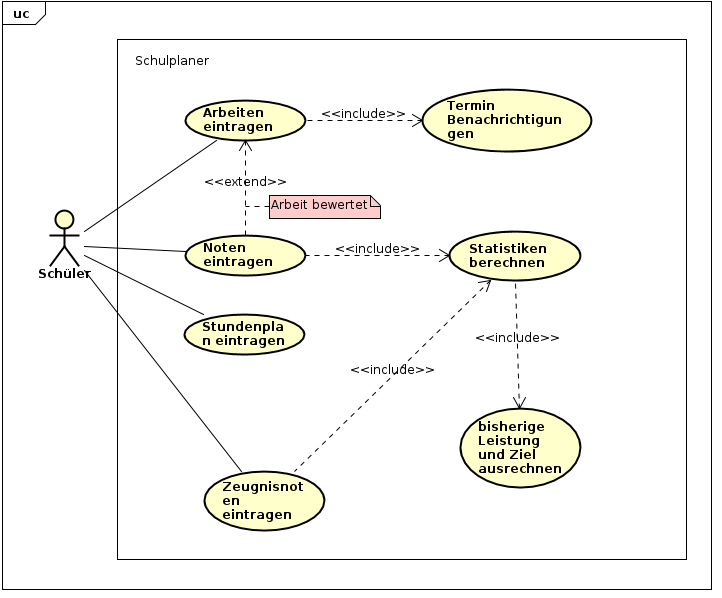 uc
Schulplaner
Arbeiten
eintragen
<<include>>
Termin
Benachrichtigun
gen
<<extend>>
Arbeit bewertet
Schüler
Noten
eintragen
<<include>>
Statistiken
berechnen
Stundenpla
n eintragen
<<include>>
<<include>>
bisherige
Leistung
und Ziel
ausrechnen
Zeugnisnot
en
eintragen